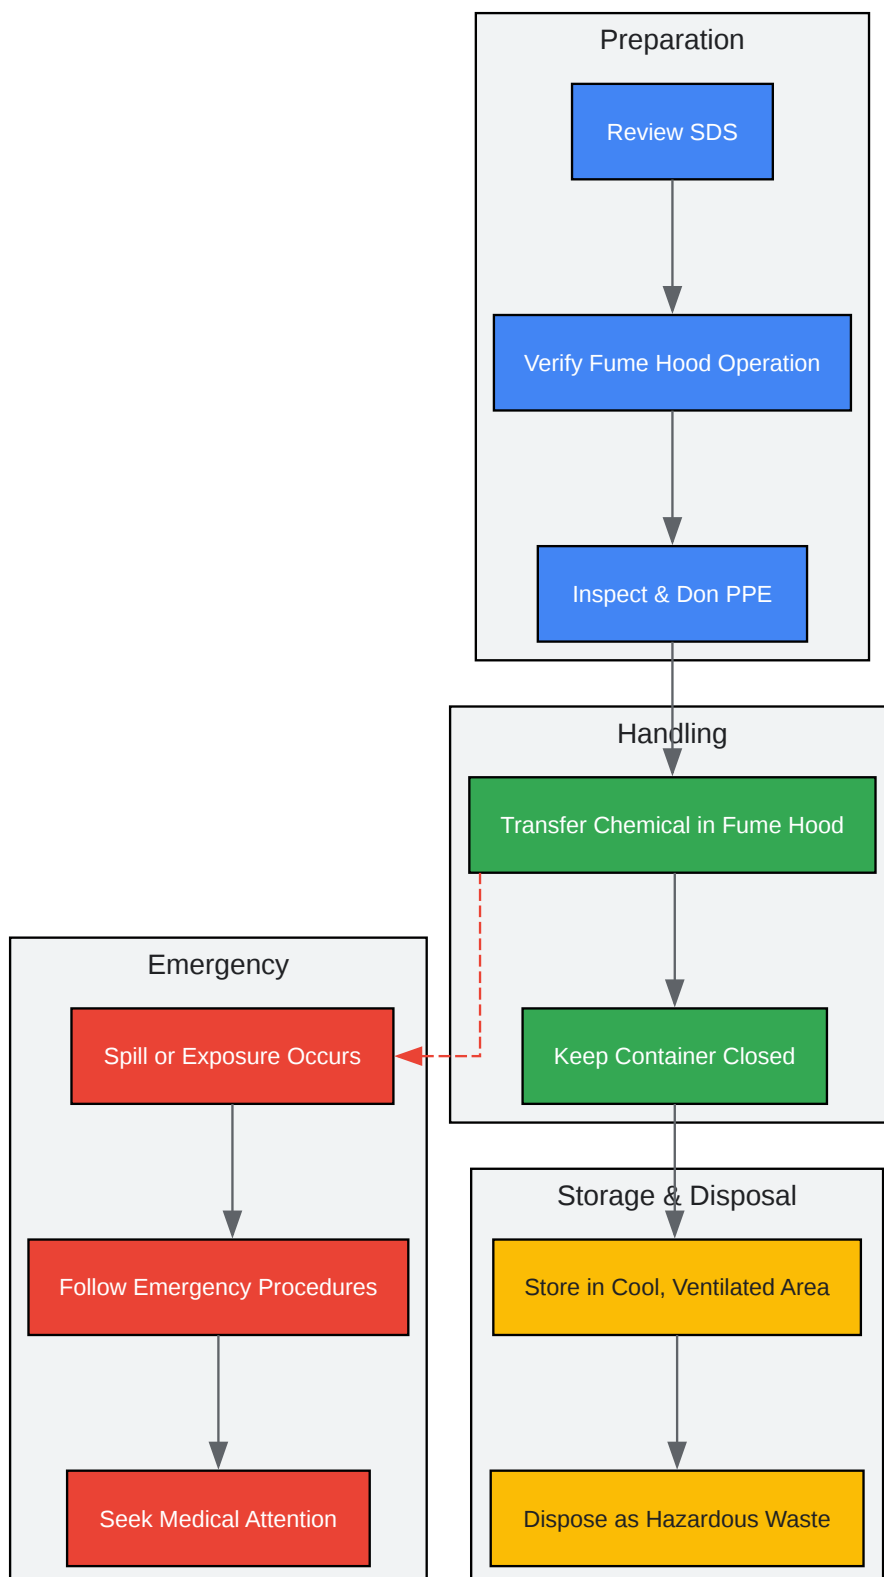 Preparation
Review SDS
Verify Fume Hood Operation
Inspect & Don PPE
Handling
Transfer Chemical in Fume Hood
Keep Container Closed
Emergency
Spill or Exposure Occurs
Follow Emergency Procedures
Seek Medical Attention
Storage & Disposal
Store in Cool, Ventilated Area
Dispose as Hazardous Waste